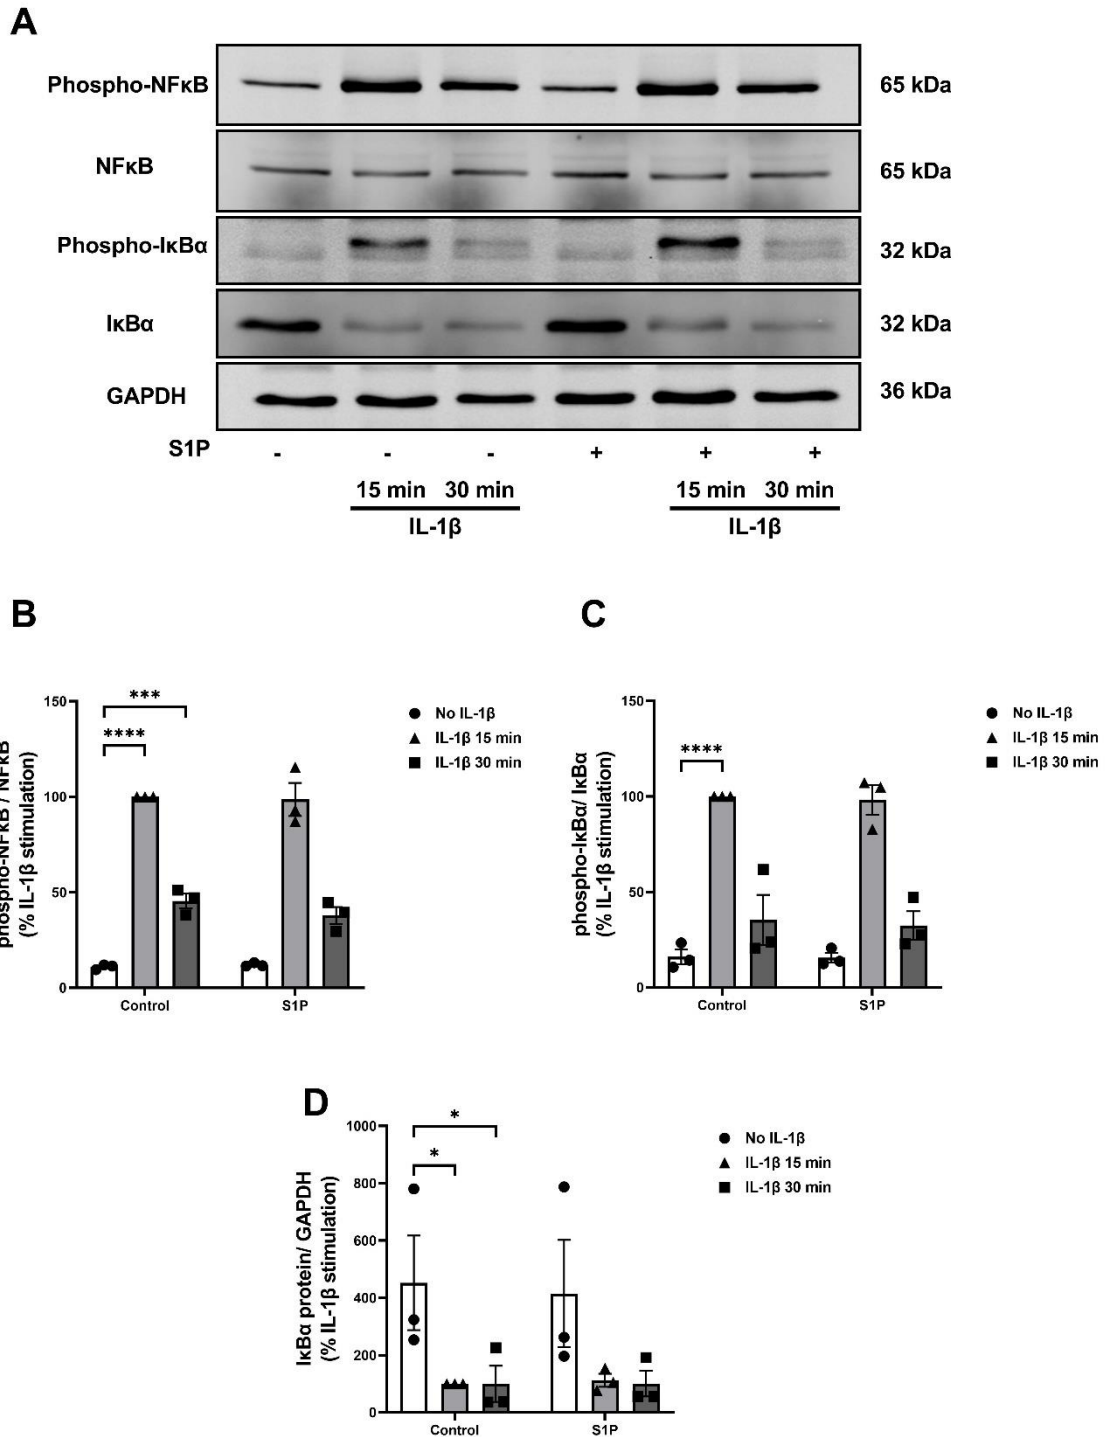 A
Phospho-NFκB 65 kDa
NFκB 65 kDa
Phospho-IκBα 32 kDa
IκBα 32 kDa
GAPDH 36 kDa
S1P - - - + + +
15 min 30 min 15 min 30 min
IL-1β IL-1β
B
phospho-NFκB / NFκB
(% IL-1β stimulation)
150
100
50
0
***
****
Control S1P
No IL-1β
IL-1β 15 min
IL-1β 30 min
C
phospho-IκBα/ IκBα
(% IL-1β stimulation)
150
100
50
0
****
Control S1P
No IL-1β
IL-1β 15 min
IL-1β 30 min
D
IκBα protein/ GAPDH
(% IL-1β stimulation)
1000
800
600
400
200
0
*
*
Control S1P
No IL-1β
IL-1β 15 min
IL-1β 30 min